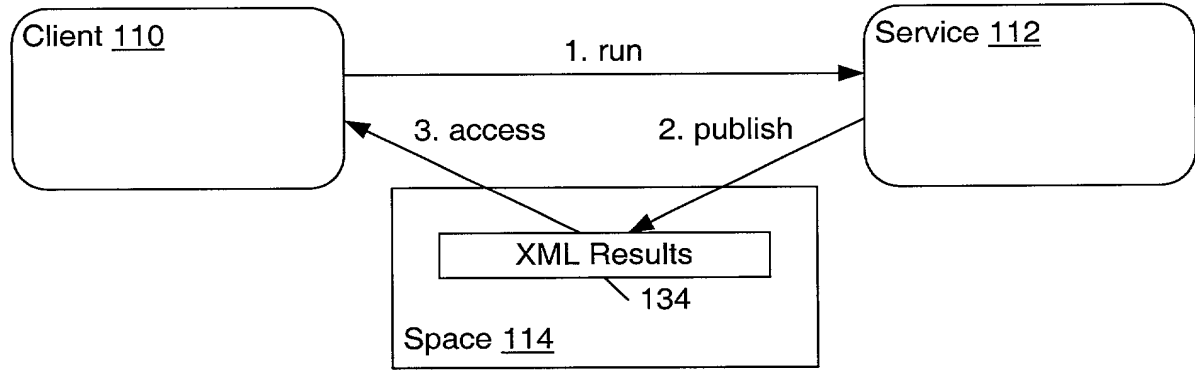 Client 110
Service 112
1. run
3. access
2. publish
XML Results
134
Space 114